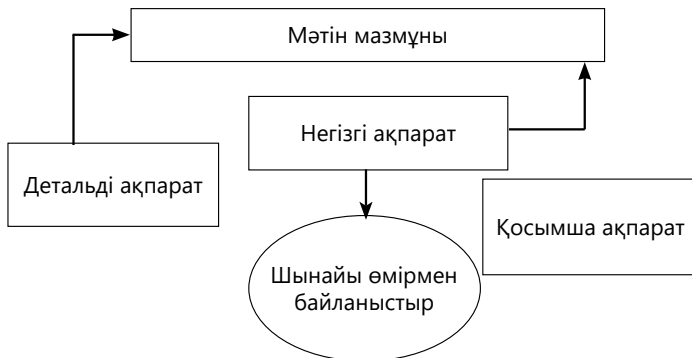 Мәтін мазмұны
Негізгі ақпарат
Детальді ақпарат
Қосымша ақпарат
Шынайы өмірмен
байланыстыр